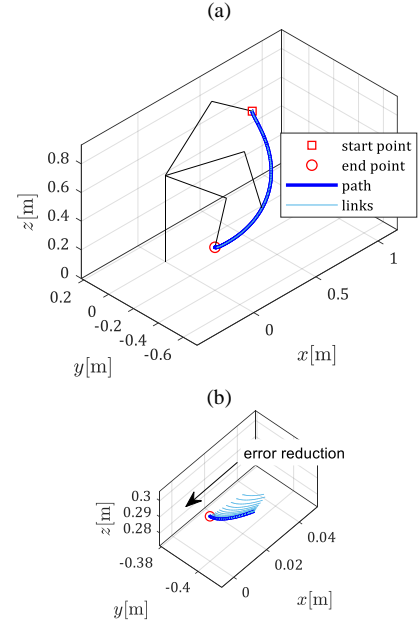 (a)
start point
end point
path
links
0.8
0.6
0.4
0.2
0
z[m]
0.2
0
-0.2
-0.4
-0.6
y[m]
0
0.5
1
x[m]
(b)
error reduction
0.3
0.29
0.28
z[m]
-0.38
-0.4
y[m]
0
0.02
0.04
x[m]